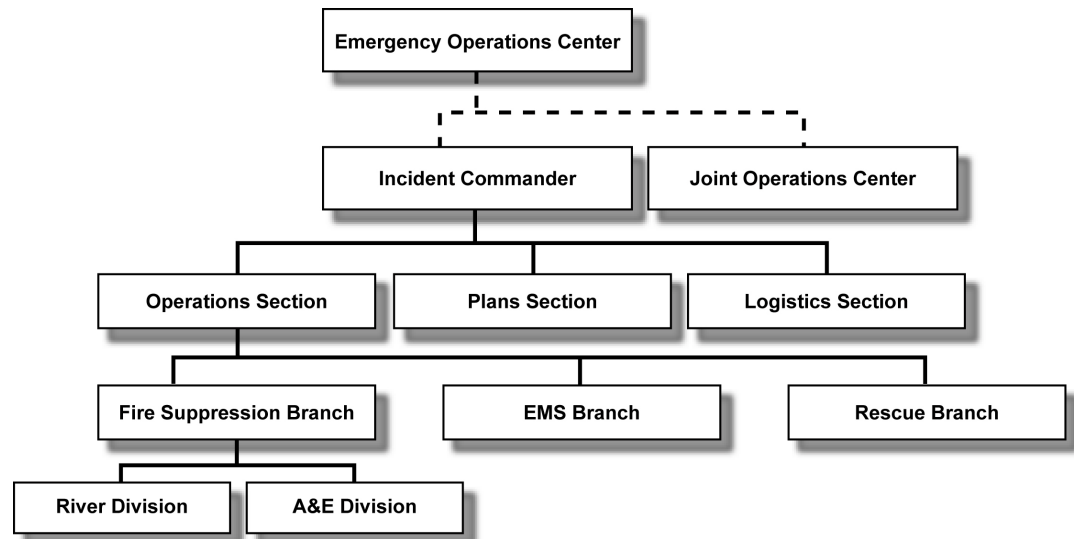 Emergency Operations Center
Incident Commander
Joint Operations Center
Operations Section
Plans Section
Logistics Section
Fire Suppression Branch
EMS Branch
Rescue Branch
River Division
A&E Division